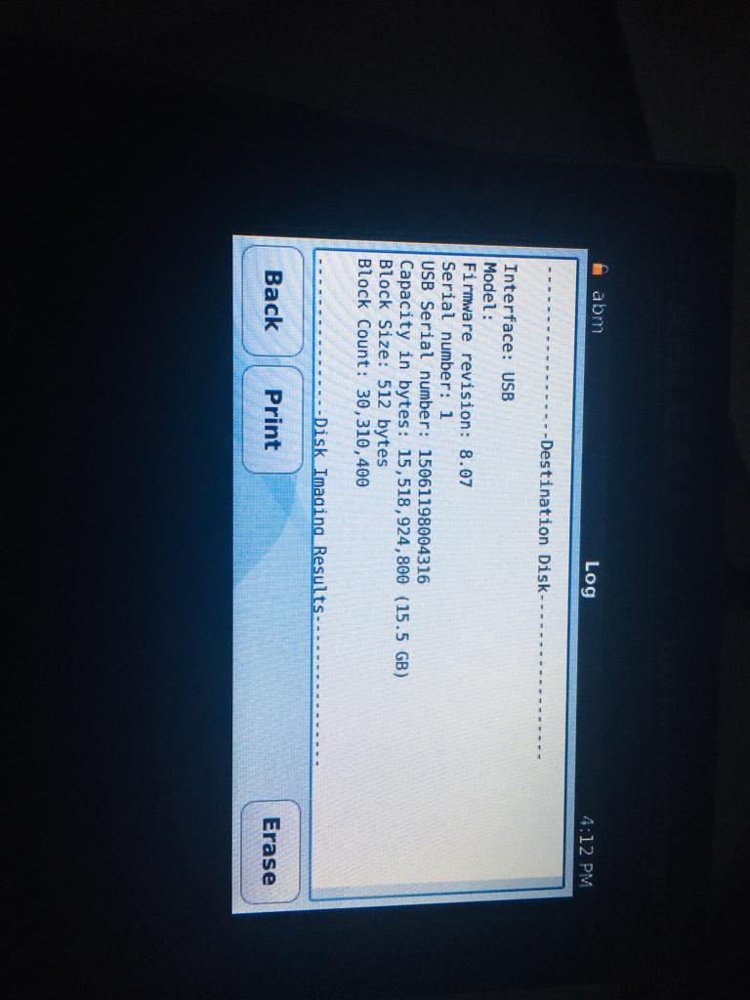 abm Log 4:12 PM
-----------------------Destination Disk-----------------------
Interface: USB
Model:
Firmware revision: 8.07
Serial number: 1
USB Serial number: 15061198004316
Capacity in bytes: 15,518,924,800 (15.5 GB)
Block Size: 512 bytes
Block Count: 30,310,400
---------------------Disk Imaging Results---------------------
Back Print Erase